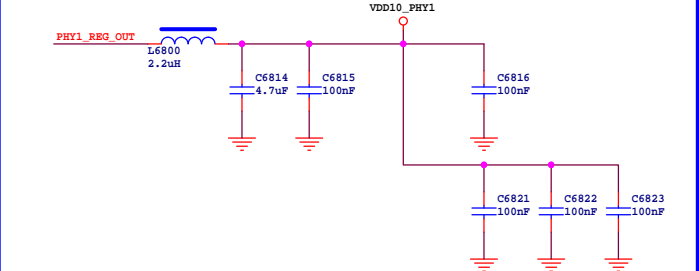 VDD10_PHY1
PHY1_REG_OUT
L6800
2.2uH
C6814
4.7uF
C6815
100nF
C6816
100nF
C6821
100nF
C6822
100nF
C6823
100nF